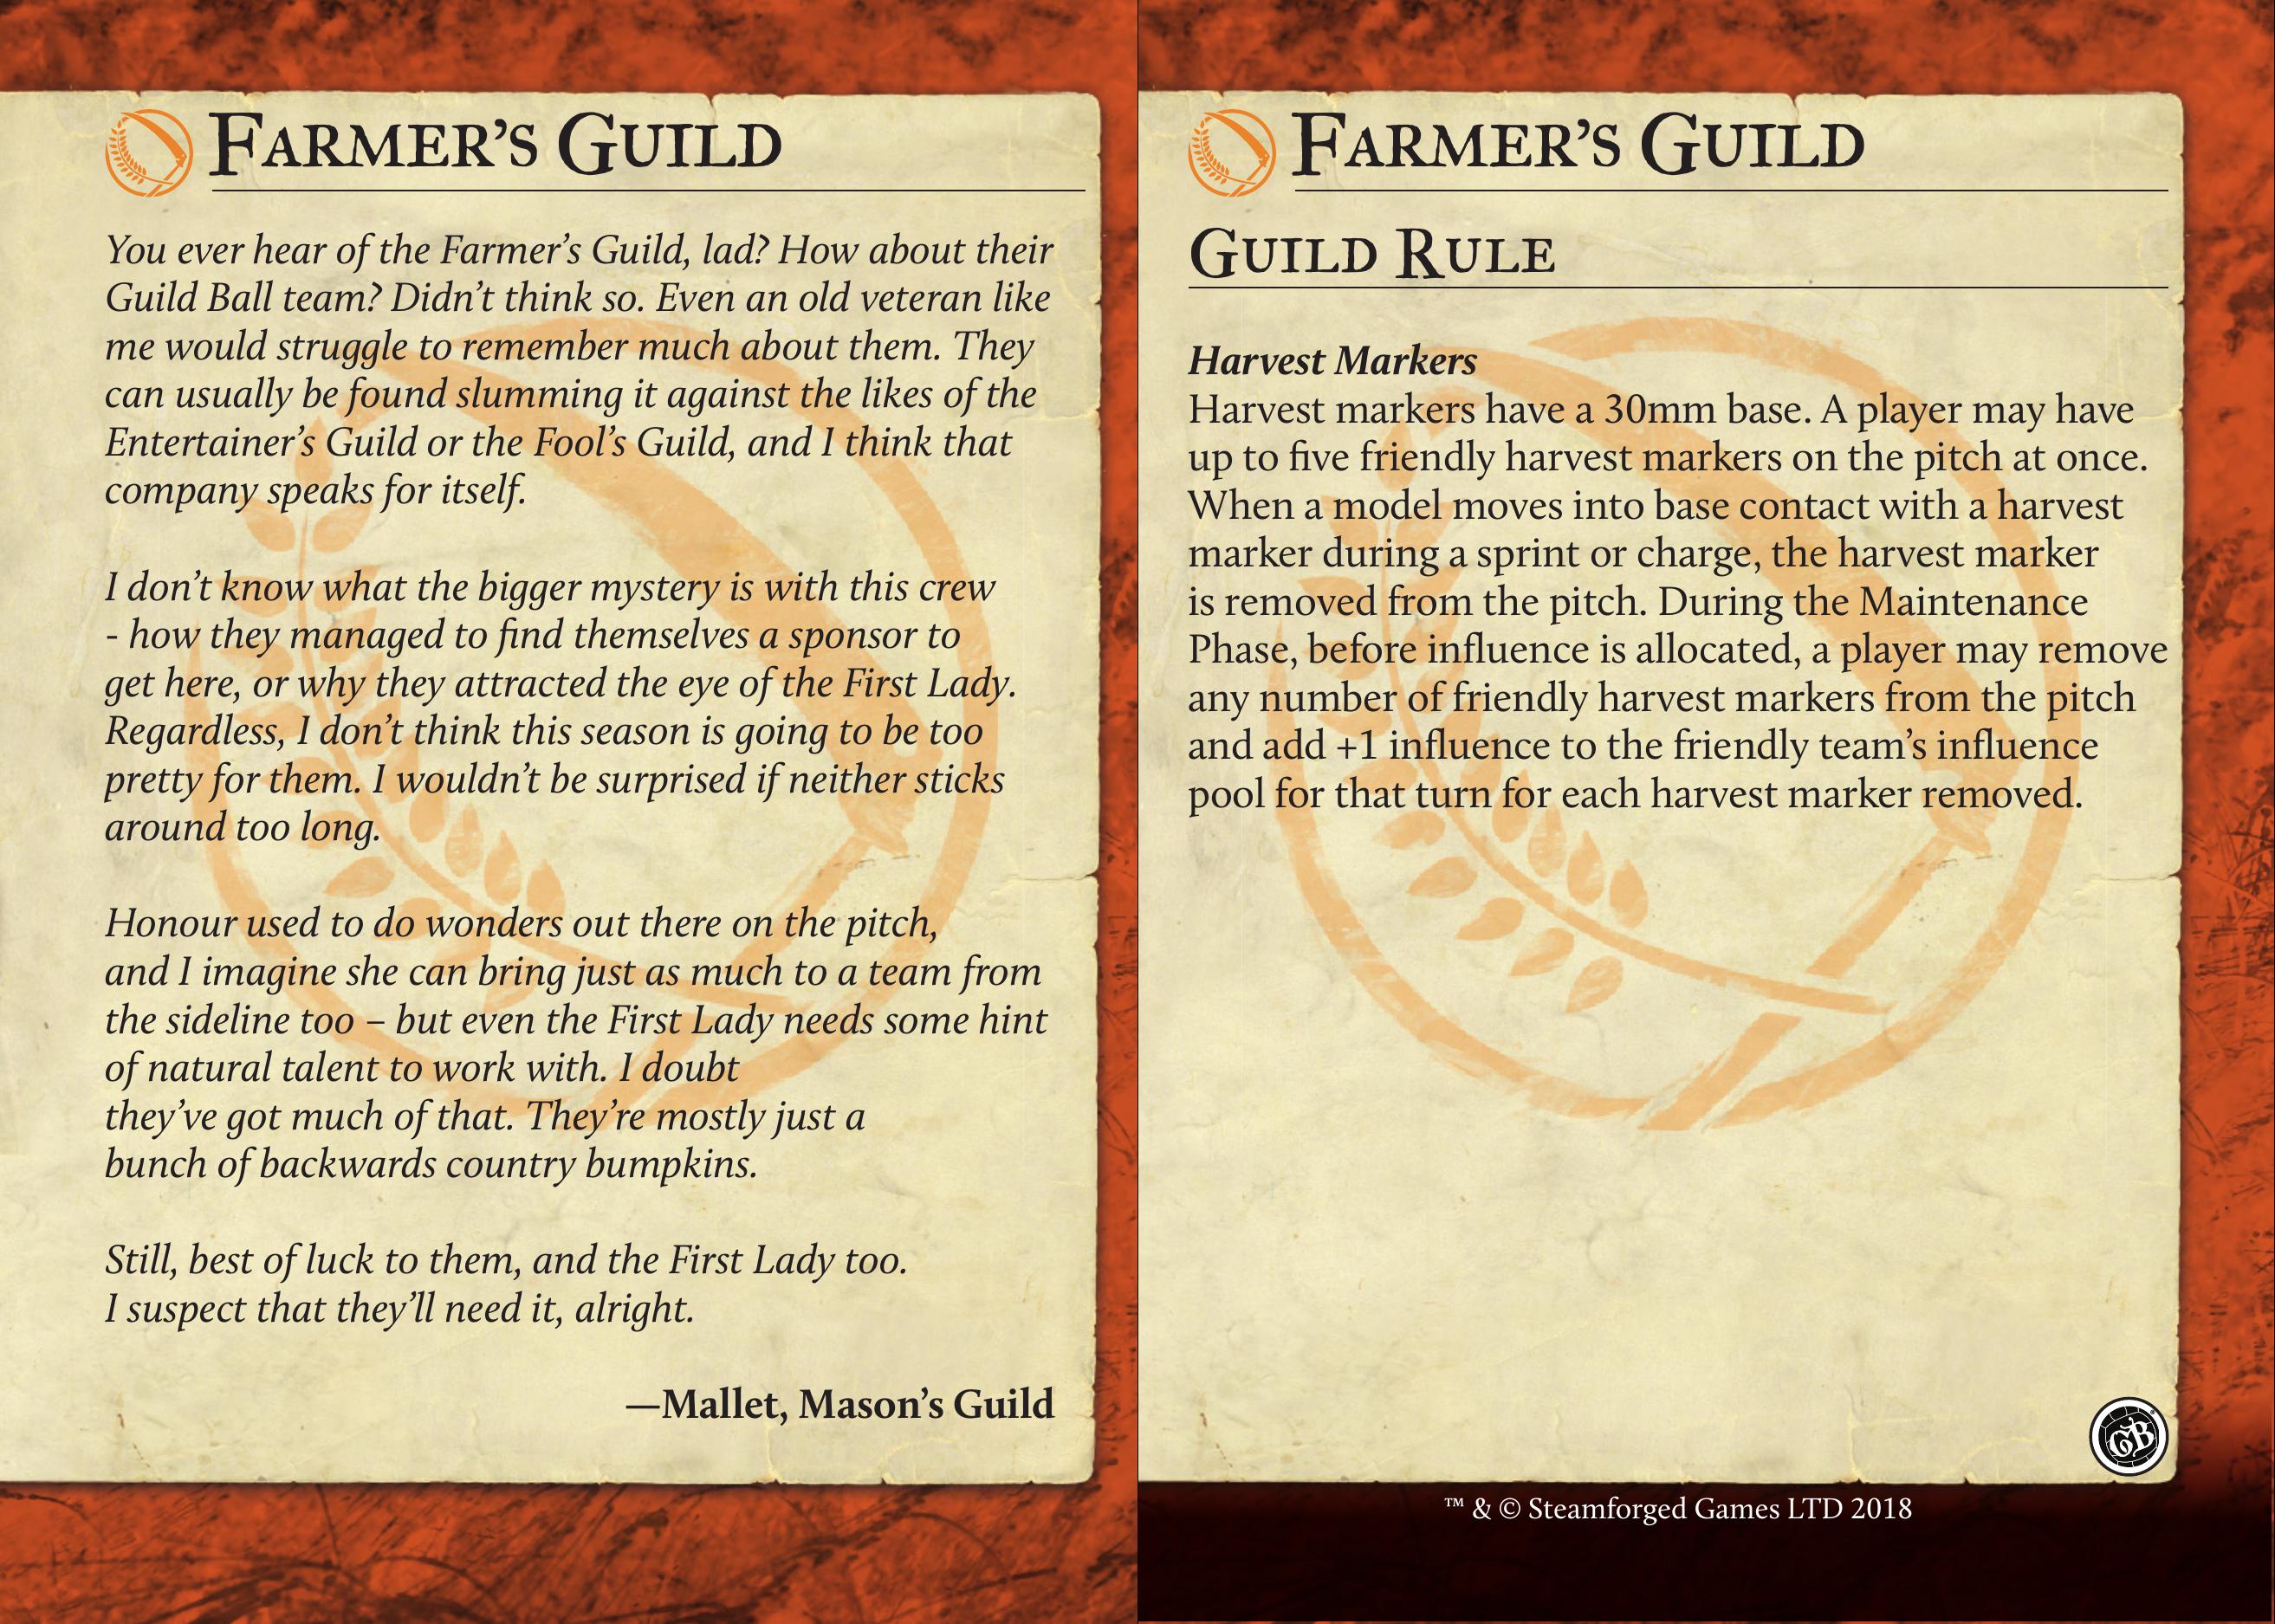 Farmer's Guild
You ever hear of the Farmer's Guild, lad? How about their
Guild Ball team? Didn't think so. Even an old veteran like
me would struggle to remember much about them. They
can usually be found slumming it against the likes of the
Entertainer's Guild or the Fool's Guild, and I think that
company speaks for itself.
I don't know what the bigger mystery is with this crew
- how they managed to find themselves a sponsor to
get here, or why they attracted the eye of the First Lady.
Regardless, I don't think this season is going to be too
pretty for them. I wouldn't be surprised if neither sticks
around too long.
Honour used to do wonders out there on the pitch,
and I imagine she can bring just as much to a team from
the sideline too – but even the First Lady needs some hint
of natural talent to work with. I doubt
they've got much of that. They're mostly just a
bunch of backwards country bumpkins.
Still, best of luck to them, and the First Lady too.
I suspect that they'll need it, alright.
—Mallet, Mason's Guild
Farmer's Guild
Guild Rule
Harvest Markers
Harvest markers have a 30mm base. A player may have
up to five friendly harvest markers on the pitch at once.
When a model moves into base contact with a harvest
marker during a sprint or charge, the harvest marker
is removed from the pitch. During the Maintenance
Phase, before influence is allocated, a player may remove
any number of friendly harvest markers from the pitch
and add +1 influence to the friendly team's influence
pool for that turn for each harvest marker removed.
GB
™ & © Steamforged Games LTD 2018